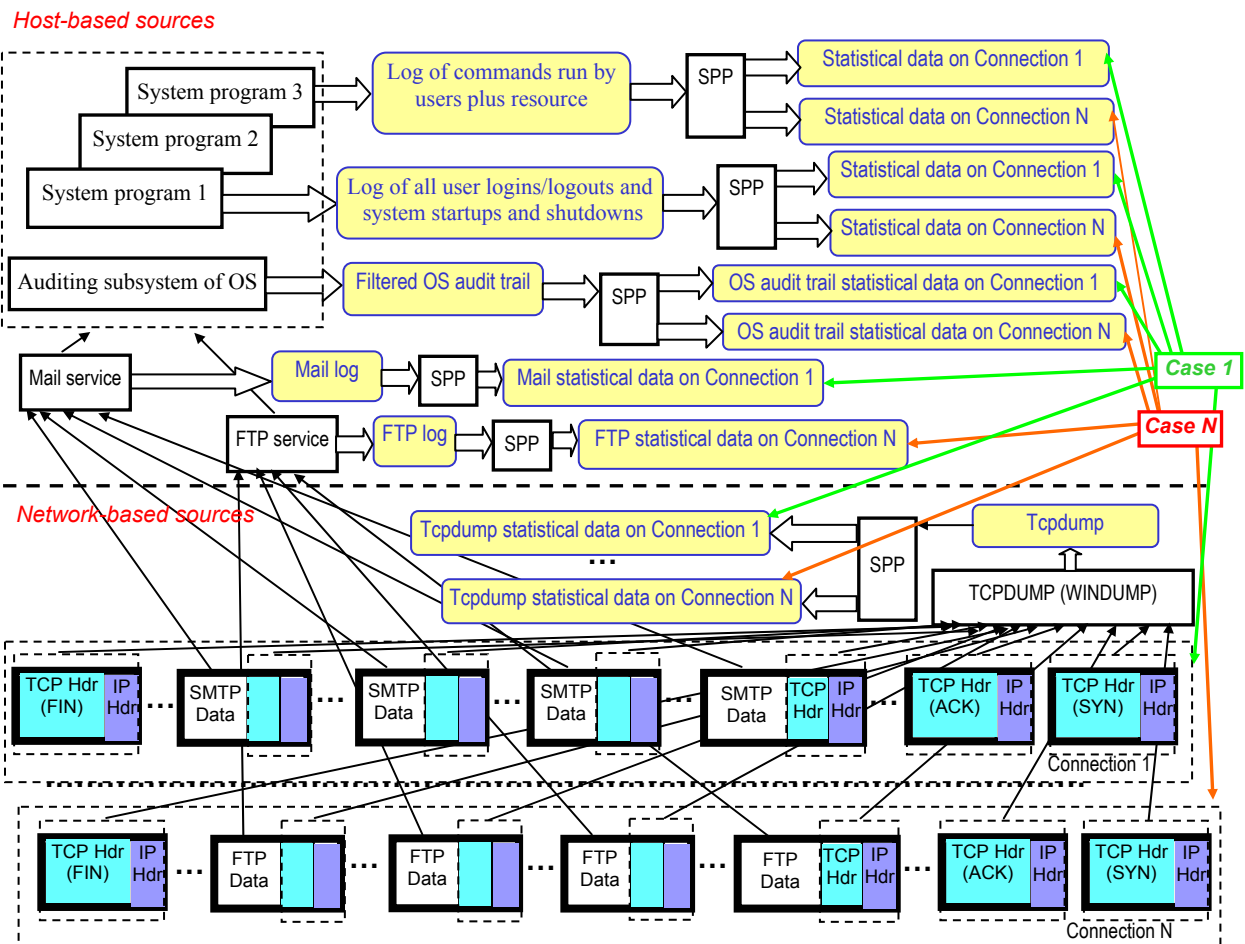 Host-based sources
System program 3
System program 2
System program 1
Log of commands run by
users plus resource
SPP
Statistical data on Connection 1
Statistical data on Connection N
Log of all user logins/logouts and
system startups and shutdowns
SPP
Statistical data on Connection 1
Statistical data on Connection N
Auditing subsystem of OS
Filtered OS audit trail
SPP
OS audit trail statistical data on Connection 1
OS audit trail statistical data on Connection N
Mail service
Mail log
SPP
Mail statistical data on Connection 1
Case 1
FTP service
FTP log
SPP
FTP statistical data on Connection N
Case N
Network-based sources
Tcpdump statistical data on Connection 1
...
Tcpdump statistical data on Connection N
SPP
Tcpdump
TCPDUMP (WINDUMP)
TCP Hdr
(FIN)
IP
Hdr
...
SMTP
Data
...
SMTP
Data
...
SMTP
Data
...
SMTP
Data
TCP
Hdr
IP
Hdr
...
TCP Hdr
(ACK)
IP
Hdr
TCP Hdr
(SYN)
IP
Hdr
Connection 1
TCP Hdr
(FIN)
IP
Hdr
...
FTP
Data
...
FTP
Data
...
FTP
Data
...
FTP
Data
TCP
Hdr
IP
Hdr
...
TCP Hdr
(ACK)
IP
Hdr
TCP Hdr
(SYN)
IP
Hdr
Connection N